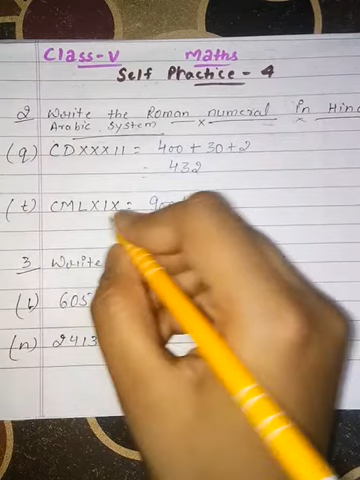 Class-V Maths
Self Practice - 4
2 Write the Roman numeral in Hindu
Arabic System
(q) CDXXXII = 400 + 30 + 2
= 432
(t) CMLXIX =
3 Write
(i) 605
(n) 2413